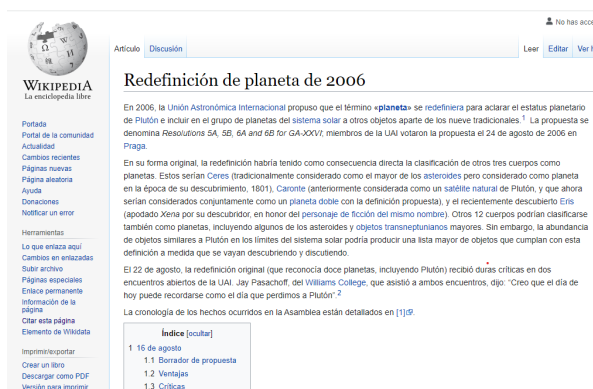 WIKIPEDIA
La enciclopedia libre
Portada
Portal de la comunidad
Actualidad
Cambios recientes
Páginas nuevas
Página aleatoria
Ayuda
Donaciones
Notificar un error
Herramientas
Lo que enlaza aquí
Cambios en enlazadas
Subir archivo
Páginas especiales
Enlace permanente
Información de la
página
Citar esta página
Elemento de Wikidata
Imprimir/exportar
Crear un libro
Descargar como PDF
Versión para imprimir
No has acce
Artículo Discusión Leer Editar Ver h
Redefinición de planeta de 2006
En 2006, la Unión Astronómica Internacional propuso que el término «planeta» se redefiniera para aclarar el estatus planetario
de Plutón e incluir en el grupo de planetas del sistema solar a otros objetos aparte de los nueve tradicionales.1 La propuesta se
denomina Resolutions 5A, 5B, 6A and 6B for GA-XXVI; miembros de la UAI votaron la propuesta el 24 de agosto de 2006 en
Praga.
En su forma original, la redefinición habría tenido como consecuencia directa la clasificación de otros tres cuerpos como
planetas. Estos serían Ceres (tradicionalmente considerado como el mayor de los asteroides pero considerado como planeta
en la época de su descubrimiento, 1801), Caronte (anteriormente considerada como un satélite natural de Plutón, y que ahora
serían considerados conjuntamente como un planeta doble con la definición propuesta), y el recientemente descubierto Eris
(apodado Xena por su descubridor, en honor del personaje de ficción del mismo nombre). Otros 12 cuerpos podrían clasificarse
también como planetas, incluyendo algunos de los asteroides y objetos transneptunianos mayores. Sin embargo, la abundancia
de objetos similares a Plutón en los límites del sistema solar podría producir una lista mayor de objetos que cumplan con esta
definición a medida que se vayan descubriendo y discutiendo.
El 22 de agosto, la redefinición original (que reconocía doce planetas, incluyendo Plutón) recibió duras críticas en dos
encuentros abiertos de la UAI. Jay Pasachoff, del Williams College, que asistió a ambos encuentros, dijo: "Creo que el día de
hoy puede recordarse como el día que perdimos a Plutón".2
La cronología de los hechos ocurridos en la Asamblea están detallados en [1]
Índice [ocultar]
1 16 de agosto
1.1 Borrador de propuesta
1.2 Ventajas
1.3 Críticas